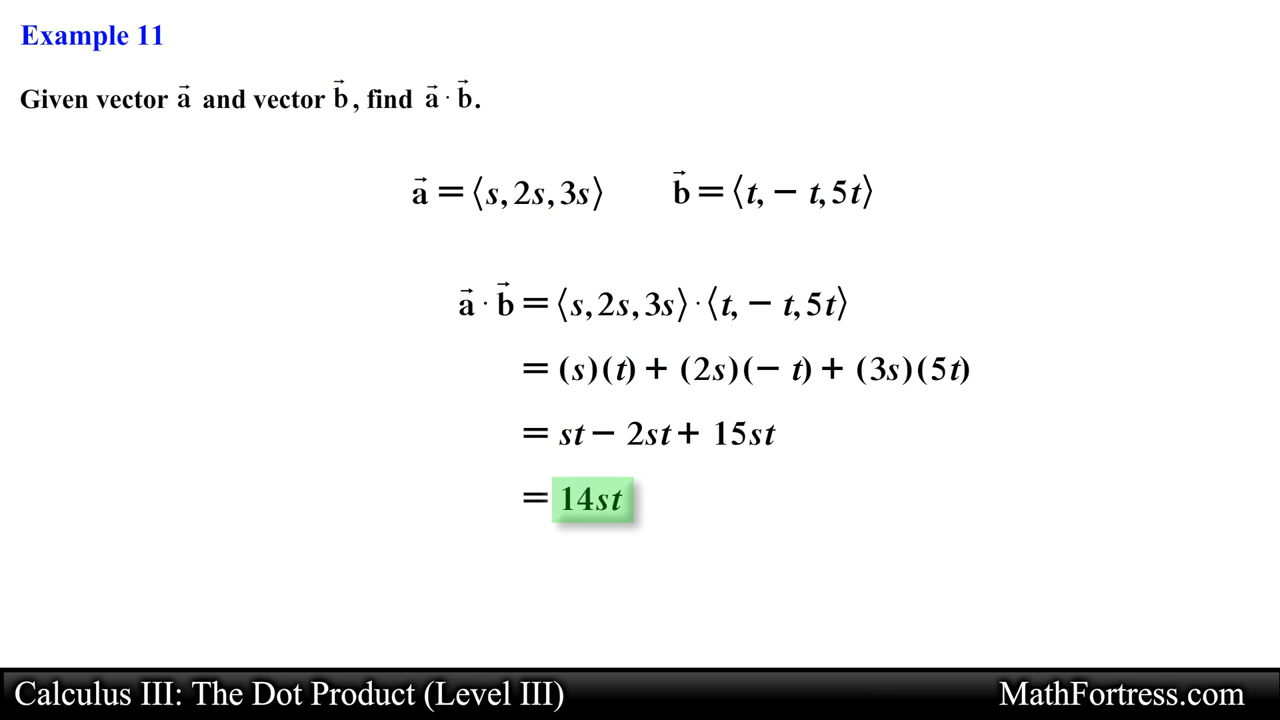 Example 11
Given vector a⃗ and vector b⃗, find a⃗ · b⃗.
a⃗ = ⟨s, 2s, 3s⟩ b⃗ = ⟨t, − t, 5t⟩
a⃗ · b⃗ = ⟨s, 2s, 3s⟩ · ⟨t, − t, 5t⟩
= (s)(t) + (2s)(− t) + (3s)(5t)
= st − 2st + 15st
= 14st
Calculus III: The Dot Product (Level III) MathFortress.com